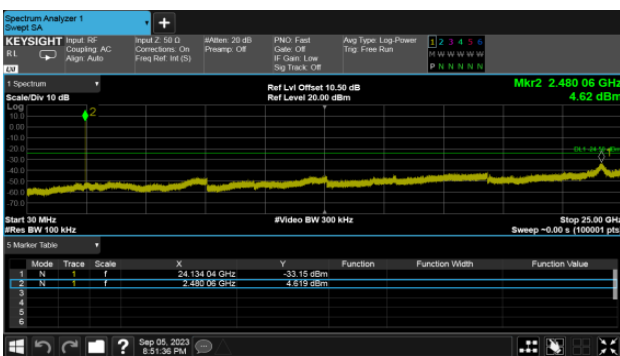 Spectrum Analyzer 1
Swept SA
+
KEYSIGHT Input: RF Input Z: 50 Ω #Atten: 20 dB PNO: Fast Avg Type: Log-Power 1 2 3 4 5 6
RL Coupling: AC Corrections: On Preamp: Off Gate: Off Trig: Free Run M W W W W W
Align: Auto Freq Ref: Int (S) IF Gain: Low
LXI Sig Track: Off P N N N N N
1 Spectrum Ref Lvl Offset 10.50 dB Mkr2 2.480 06 GHz
Scale/Div 10 dB Ref Level 20.00 dBm 4.62 dBm
Log
10.0 2
0.00
-10.0
-20.0 1
-30.0
-40.0
-50.0
-60.0
-70.0
Start 30 MHz #Video BW 300 kHz Stop 25.00 GHz
#Res BW 100 kHz Sweep ~0.00 s (100001 pts
5 Marker Table
Mode Trace Scale X Y Function Function Width Function Value
1 N 1 f 24.134 04 GHz -33.15 dBm
2 N 1 f 2.480 06 GHz 4.619 dBm
3
4
5
6
? Sep 05, 2023
8:51:36 PM